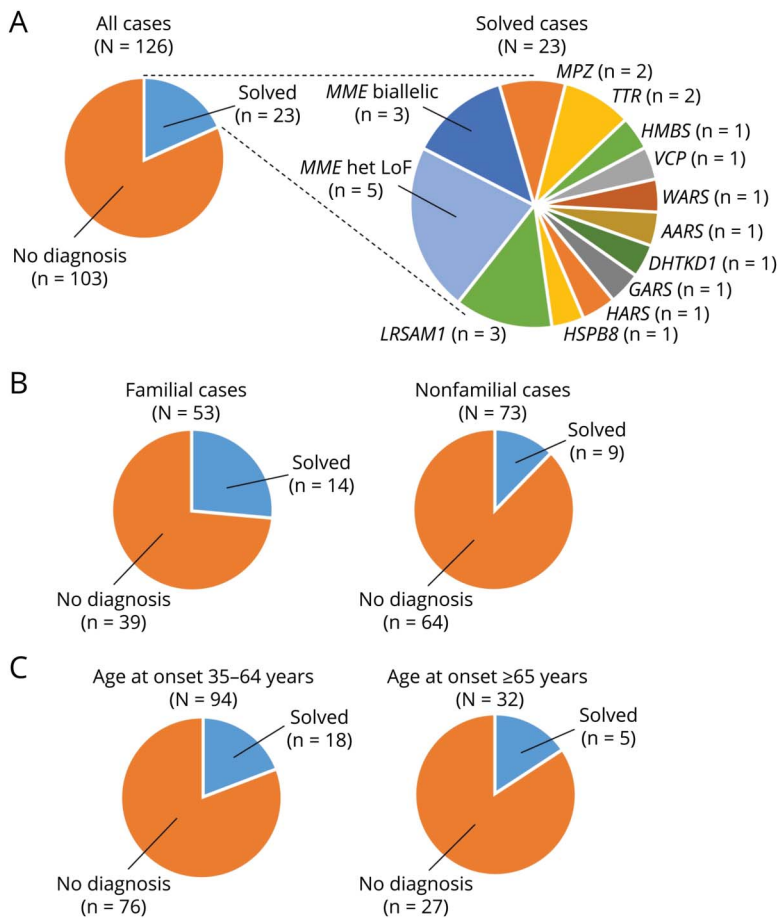 A
All cases
(N = 126)
Solved
(n = 23)
No diagnosis
(n = 103)
Solved cases
(N = 23)
MPZ (n = 2)
TTR (n = 2)
HMBS (n = 1)
VCP (n = 1)
WARS (n = 1)
AARS (n = 1)
DHTKD1 (n = 1)
GARS (n = 1)
HARS (n = 1)
HSPB8 (n = 1)
LRSAM1 (n = 3)
MME het LoF
(n = 5)
MME biallelic
(n = 3)
B
Familial cases
(N = 53)
Solved
(n = 14)
No diagnosis
(n = 39)
Nonfamilial cases
(N = 73)
Solved
(n = 9)
No diagnosis
(n = 64)
C
Age at onset 35–64 years
(N = 94)
Solved
(n = 18)
No diagnosis
(n = 76)
Age at onset ≥65 years
(N = 32)
Solved
(n = 5)
No diagnosis
(n = 27)